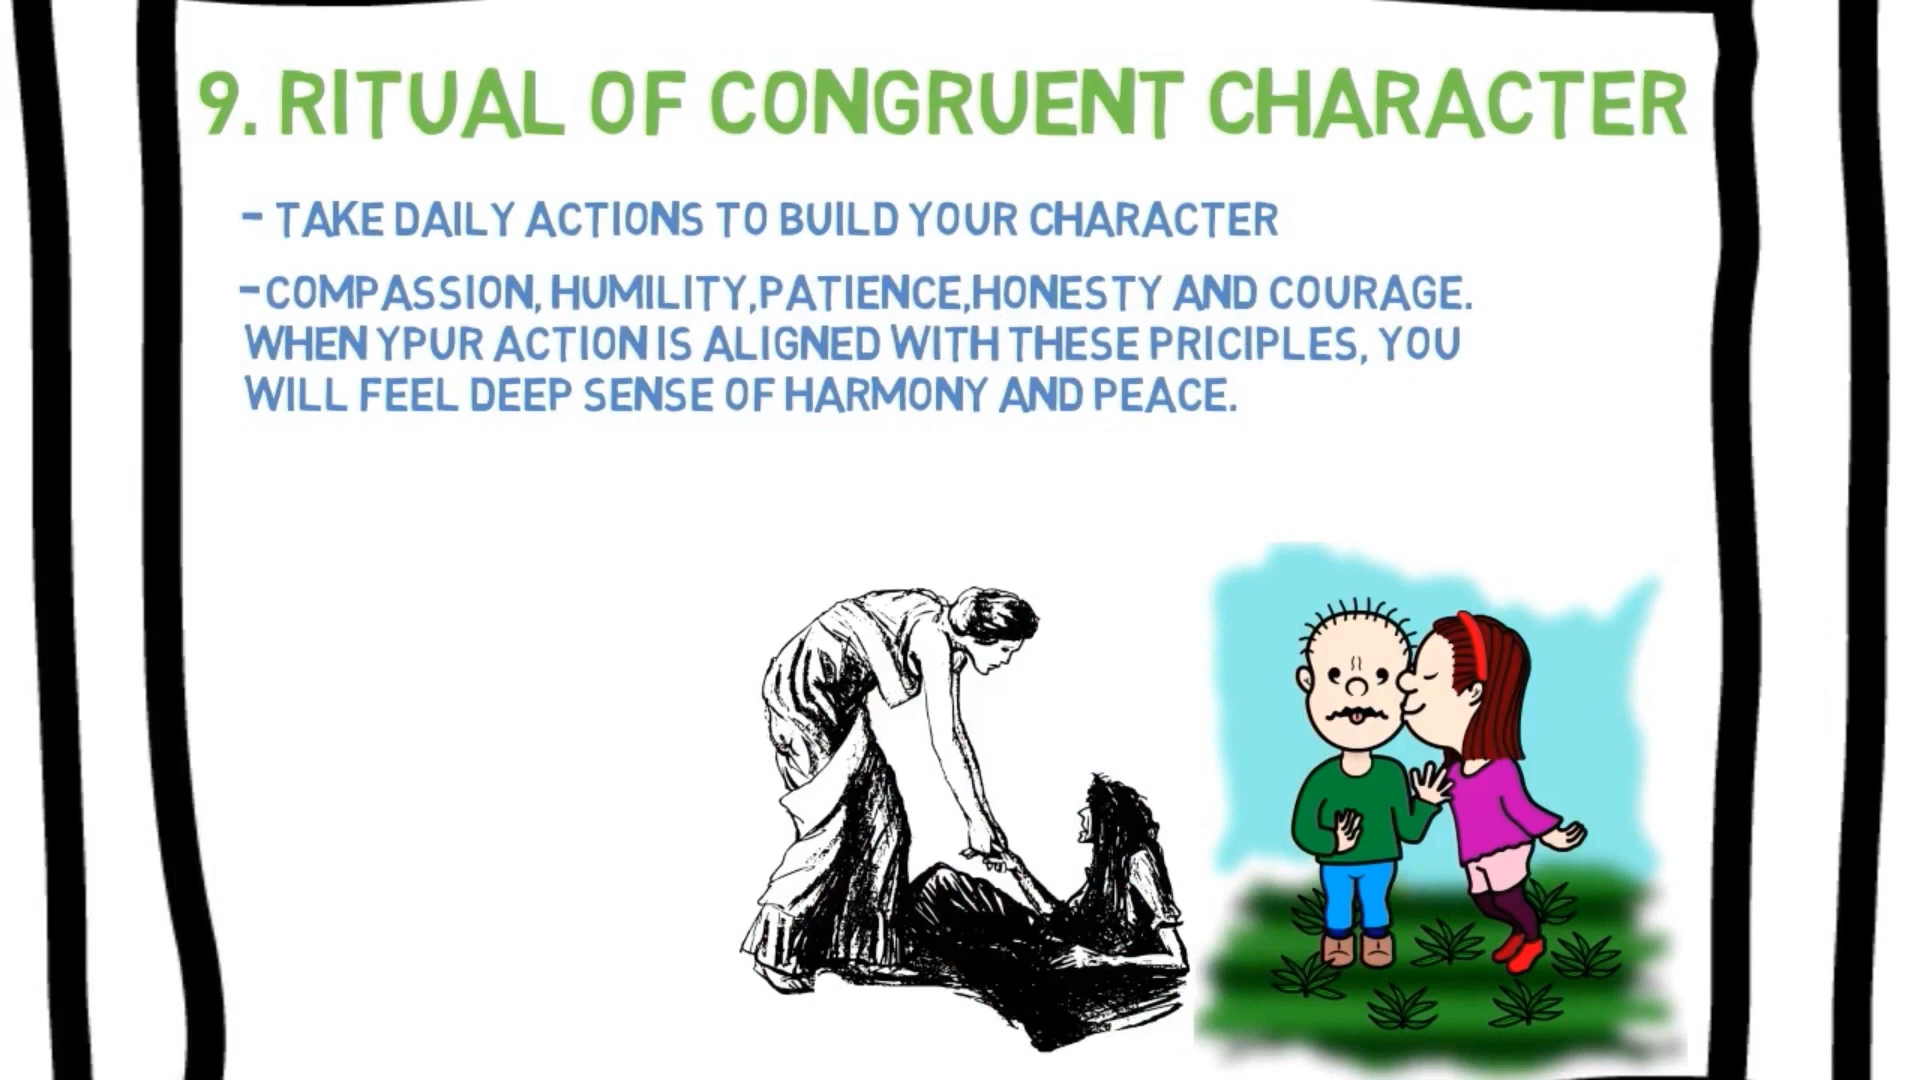 9. RITUAL OF CONGRUENT CHARACTER
- TAKE DAILY ACTIONS TO BUILD YOUR CHARACTER
-COMPASSION, HUMILITY,PATIENCE,HONESTY AND COURAGE.
WHEN YPUR ACTION IS ALIGNED WITH THESE PRICIPLES, YOU
WILL FEEL DEEP SENSE OF HARMONY AND PEACE.